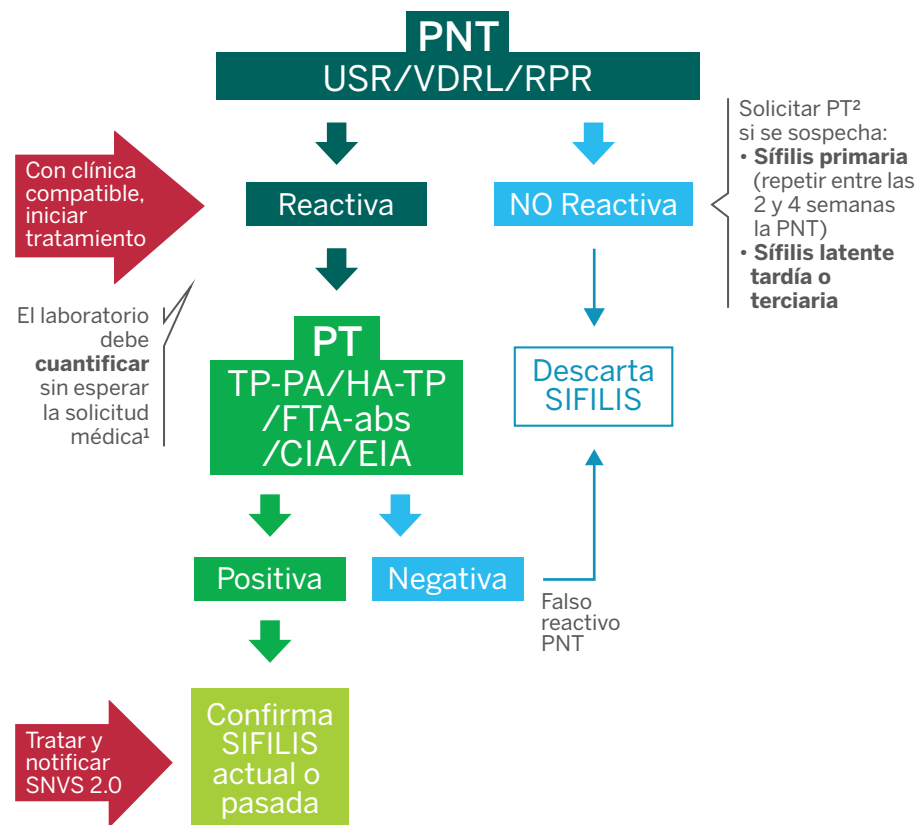 PNT
USR/VDRL/RPR
Con clínica
compatible,
iniciar
tratamiento
Reactiva
NO Reactiva
Solicitar PT²
si se sospecha:
• Sífilis primaria
(repetir entre las
2 y 4 semanas
la PNT)
• Sífilis latente
tardía o
terciaria
El laboratorio
debe
cuantificar
sin esperar
la solicitud
médica¹
PT
TP-PA/HA-TP
/FTA-abs
/CIA/EIA
Descarta
SIFILIS
Positiva
Negativa
Falso
reactivo
PNT
Tratar y
notificar
SNVS 2.0
Confirma
SIFILIS
actual o
pasada